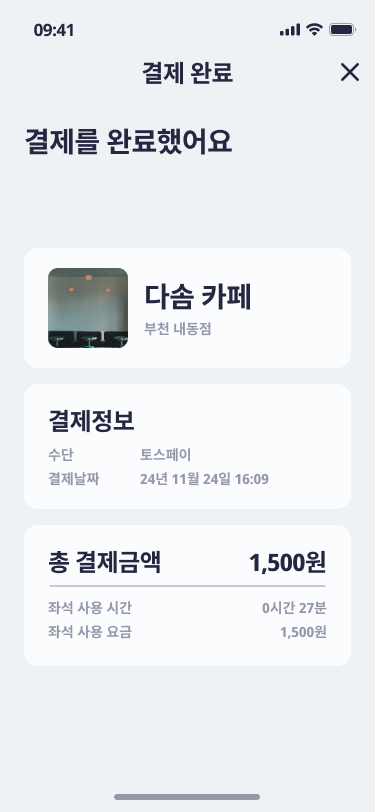 09:41
결제 완료
결제를 완료했어요
다솜 카페
부천 내동점
결제정보
수단 토스페이
결제날짜 24년 11월 24일 16:09
총 결제금액 1,500원
좌석 사용 시간 0시간 27분
좌석 사용 요금 1,500원